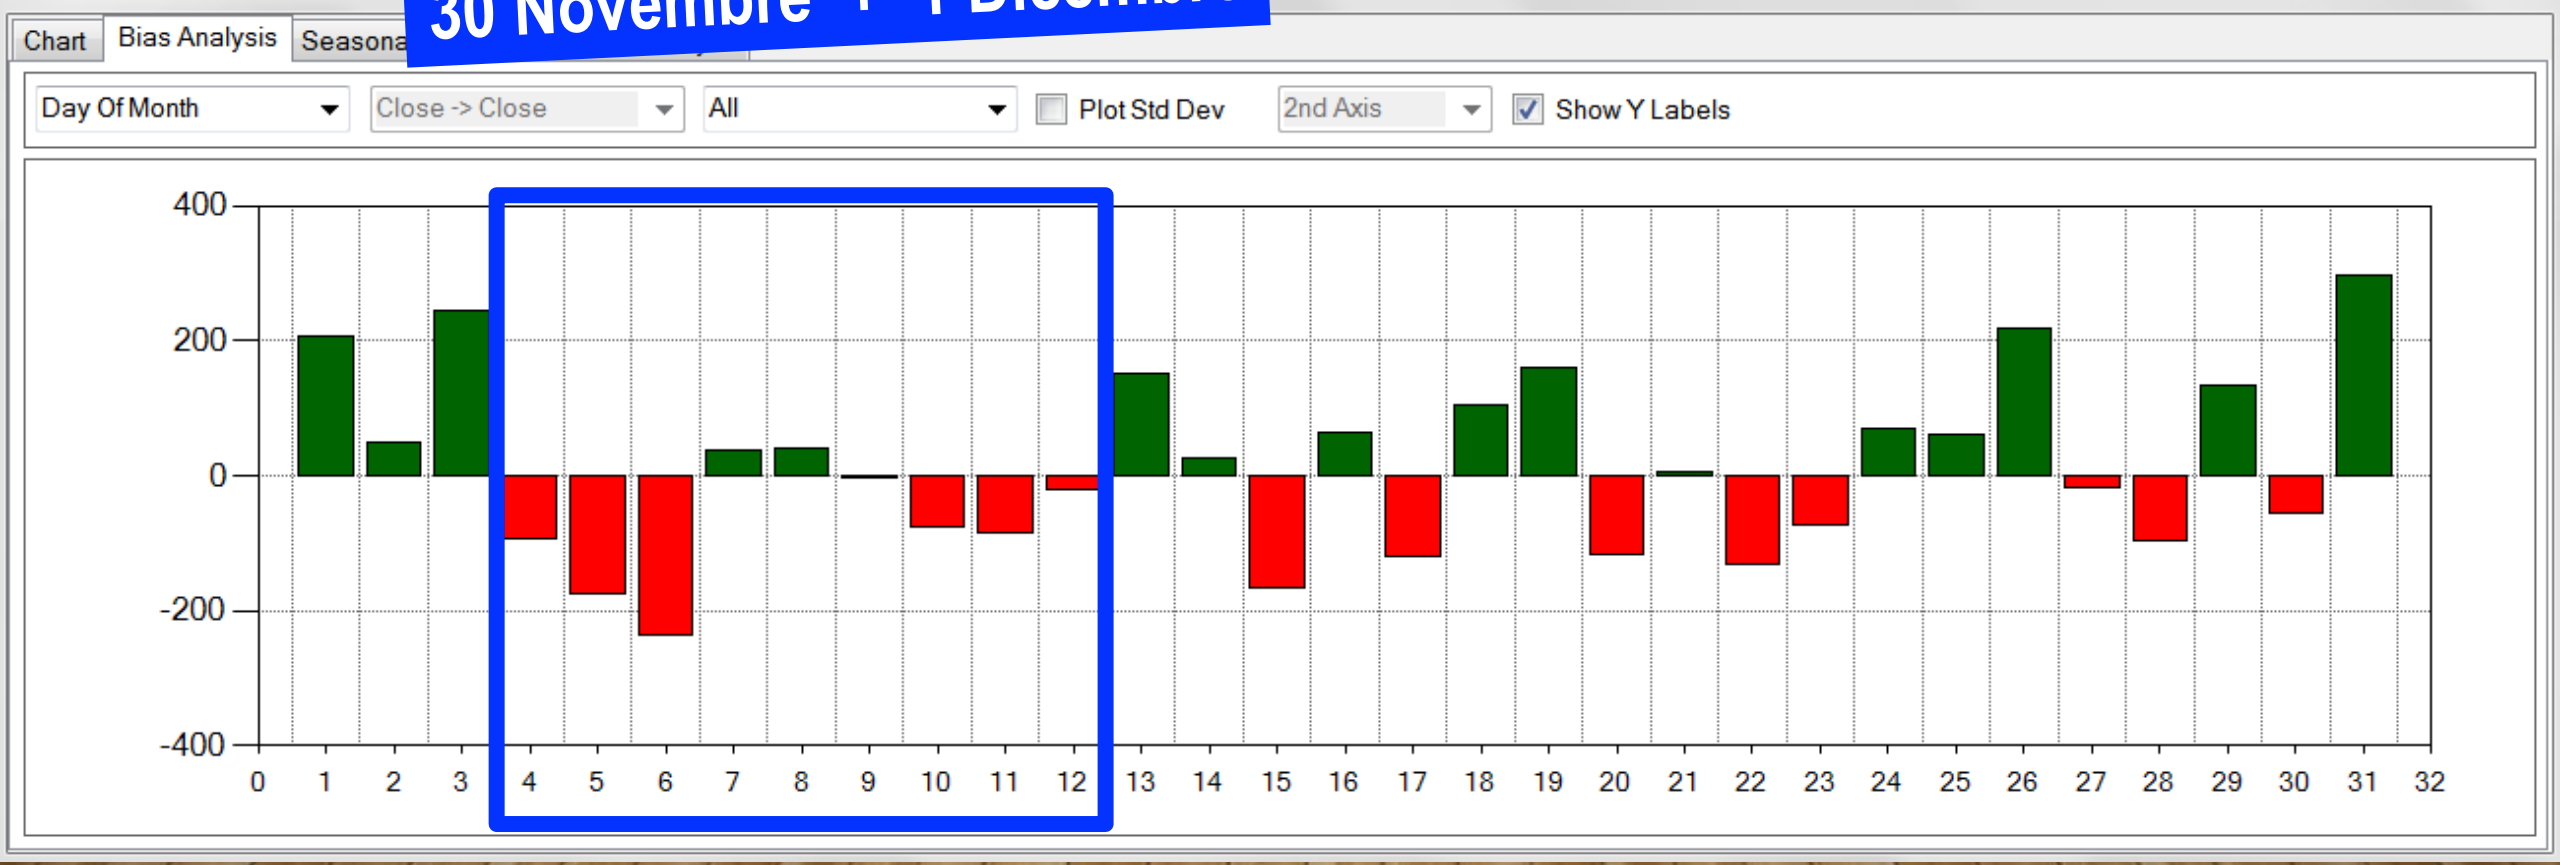 30 Novembre
Chart Bias Analysis Seasona
Day Of Month Close -> Close All Plot Std Dev 2nd Axis Show Y Labels
400
200
0
-200
-400
0 1 2 3 4 5 6 7 8 9 10 11 12 13 14 15 16 17 18 19 20 21 22 23 24 25 26 27 28 29 30 31 32